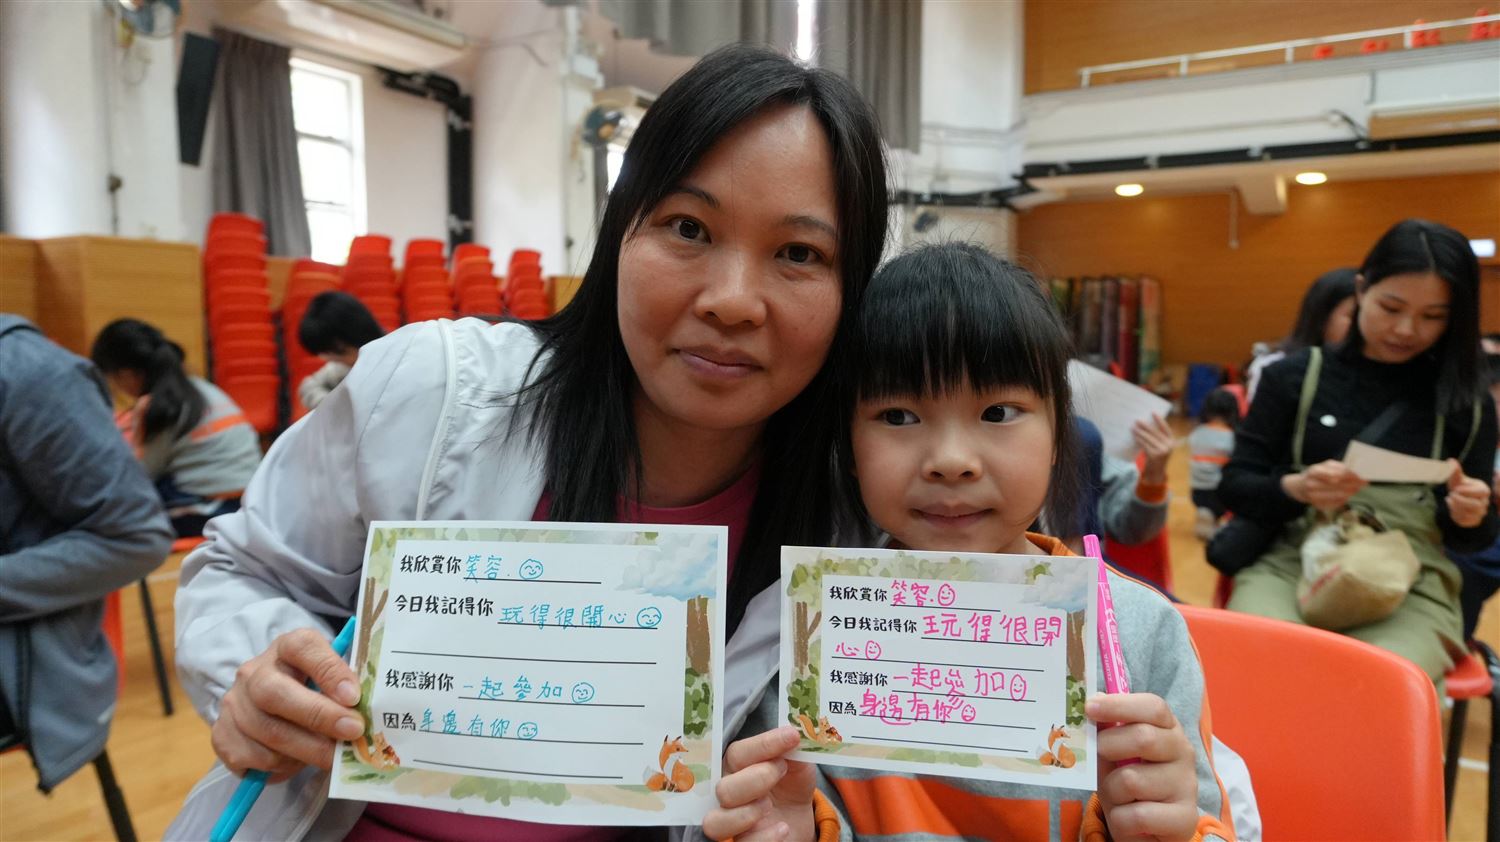 我欣賞你笑容.
今日我記得你 玩得很開心
我感謝你 一起參加
因為 身邊有你
我欣賞你 笑容.
今日我記得你 玩得很開
心
我感謝你 一起參加
因為 身邊有你